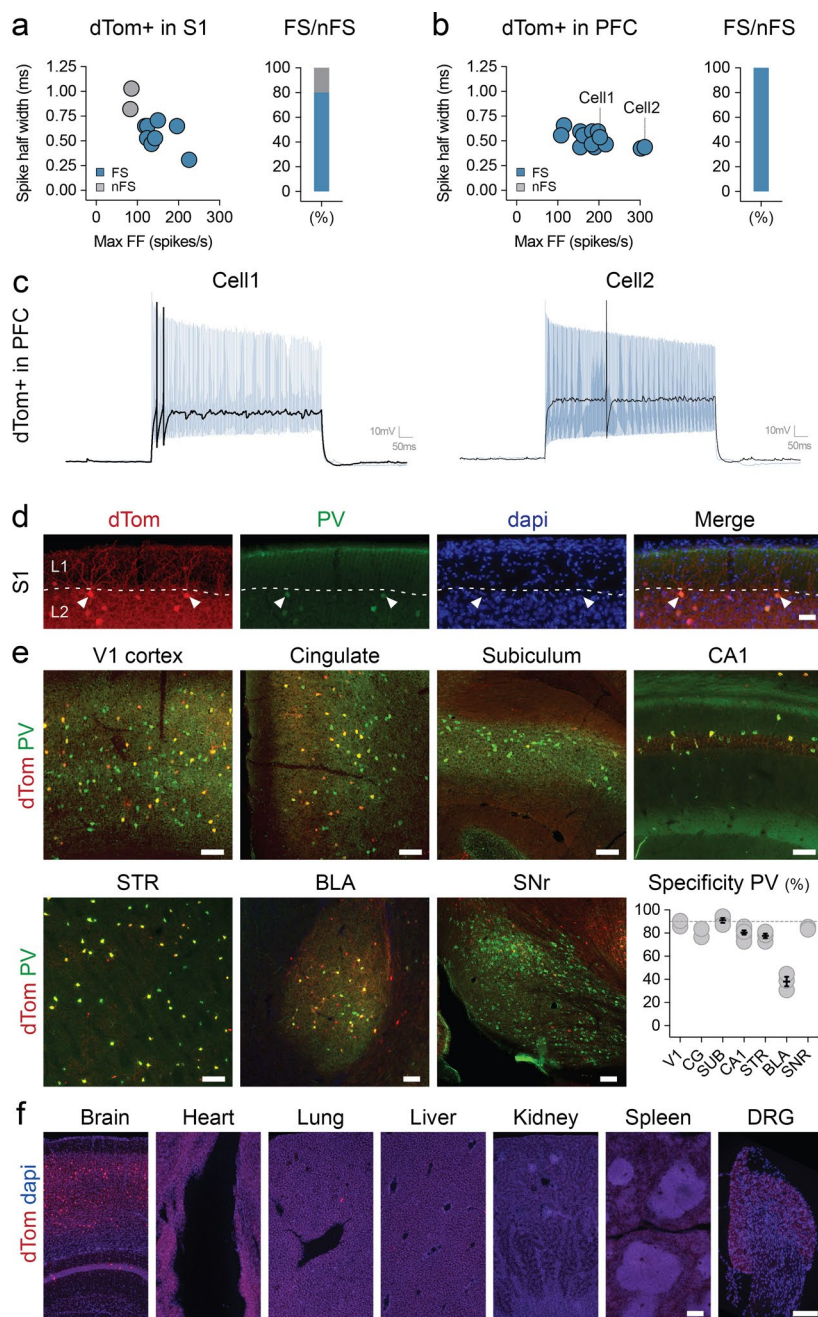 a
dTom+ in S1
FS/nFS
Spike half width (ms)
1.25
1.00
0.75
0.50
0.25
0.00
FS
nFS
0 100 200 300
Max FF (spikes/s)
100
80
60
40
20
0
(%)
b
dTom+ in PFC
FS/nFS
Spike half width (ms)
1.25
1.00
0.75
0.50
0.25
0.00
Cell1
Cell2
FS
nFS
0 100 200 300
Max FF (spikes/s)
100
80
60
40
20
0
(%)
c
Cell1
Cell2
dTom+ in PFC
10mV
50ms
10mV
50ms
d
dTom
PV
dapi
Merge
S1
L1
L2
e
V1 cortex
Cingulate
Subiculum
CA1
dTom PV
STR
BLA
SNr
Specificity PV (%)
dTom PV
100
80
60
40
20
0
V1
CG
SUB
CA1
STR
BLA
SNR
f
Brain
Heart
Lung
Liver
Kidney
Spleen
DRG
dTom dapi